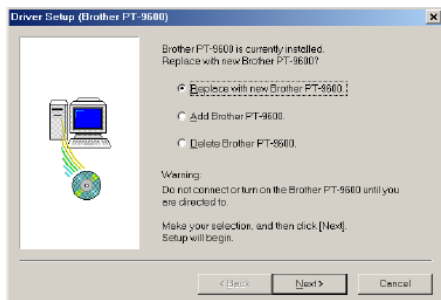 Driver Setup (Brother PT-9600)
Brother PT-9600 is currently installed.
Replace with new Brother PT-9600?
Replace with new Brother PT-9600.
Add Brother PT-9600.
Delete Brother PT-9600.
Warning:
Do not connect or turn on the Brother PT-9600 until you
are directed to.
Make your selection, and then click [Next].
Setup will begin.
< Back
Next >
Cancel